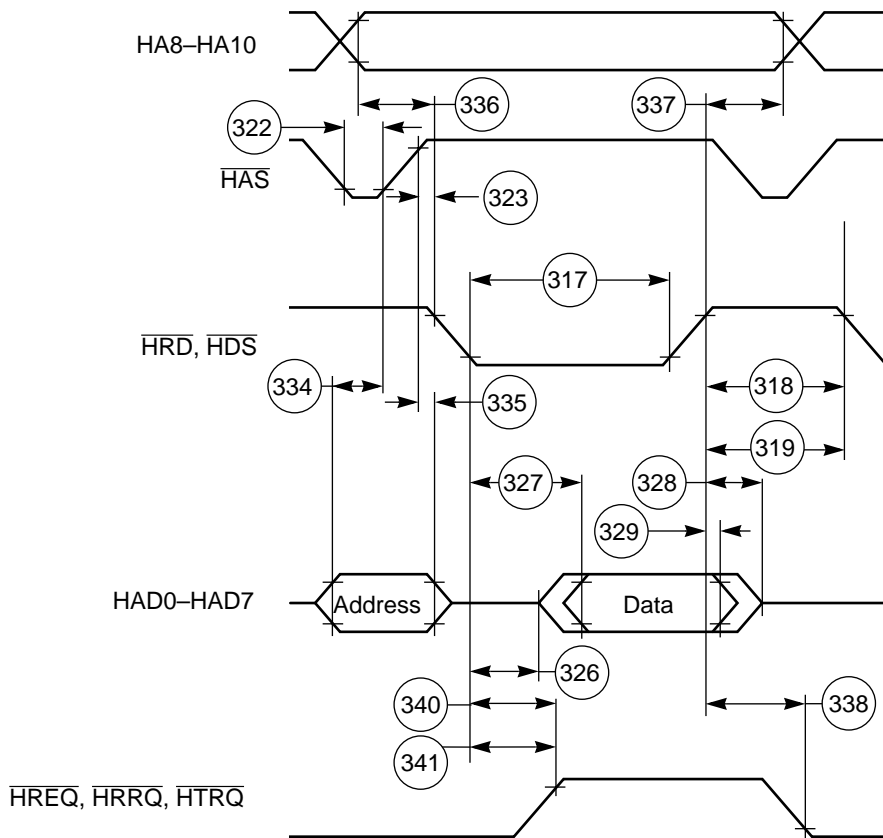 HA8–HA10
336
337
322
HAS
323
317
HRD, HDS
334
335
318
319
327
328
329
HAD0–HAD7
Address
Data
326
340
338
341
HREQ, HRRQ, HTRQ